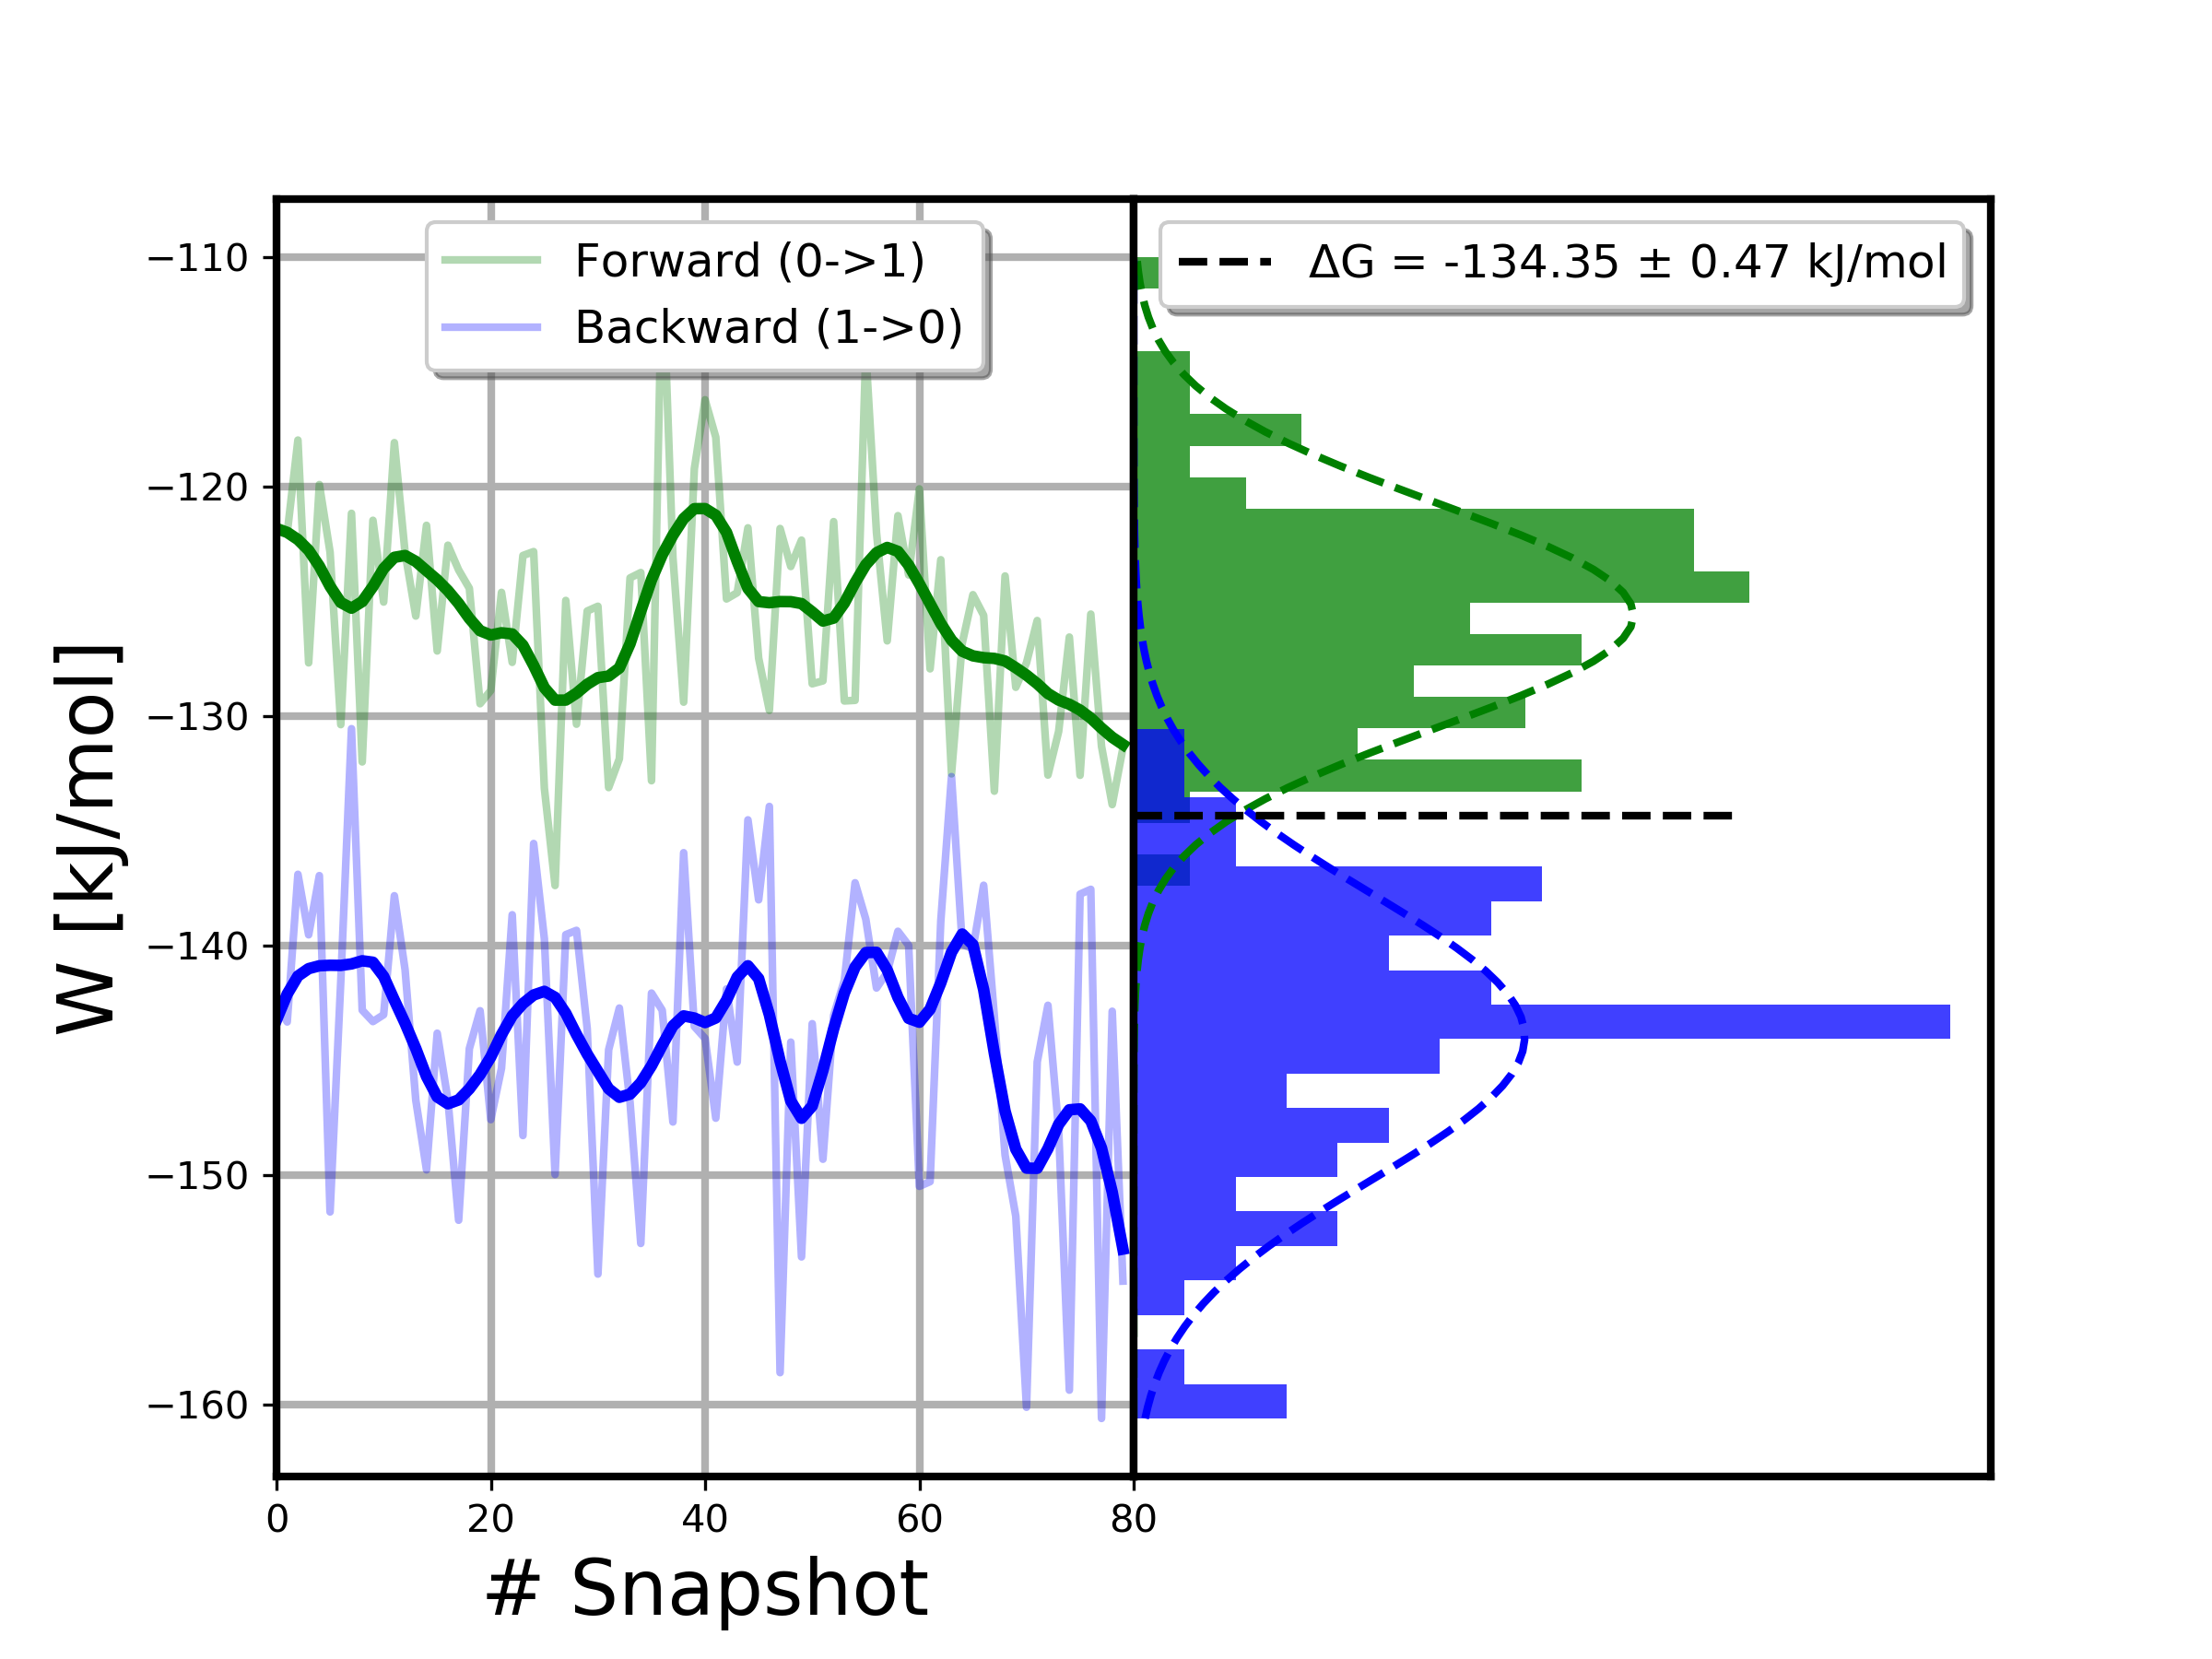 Forward (0->1)
Backward (1->0)
ΔG = -134.35 ± 0.47 kJ/mol
W [kJ/mol]
−110
−120
−130
−140
−150
−160
0 20 40 60 80
# Snapshot